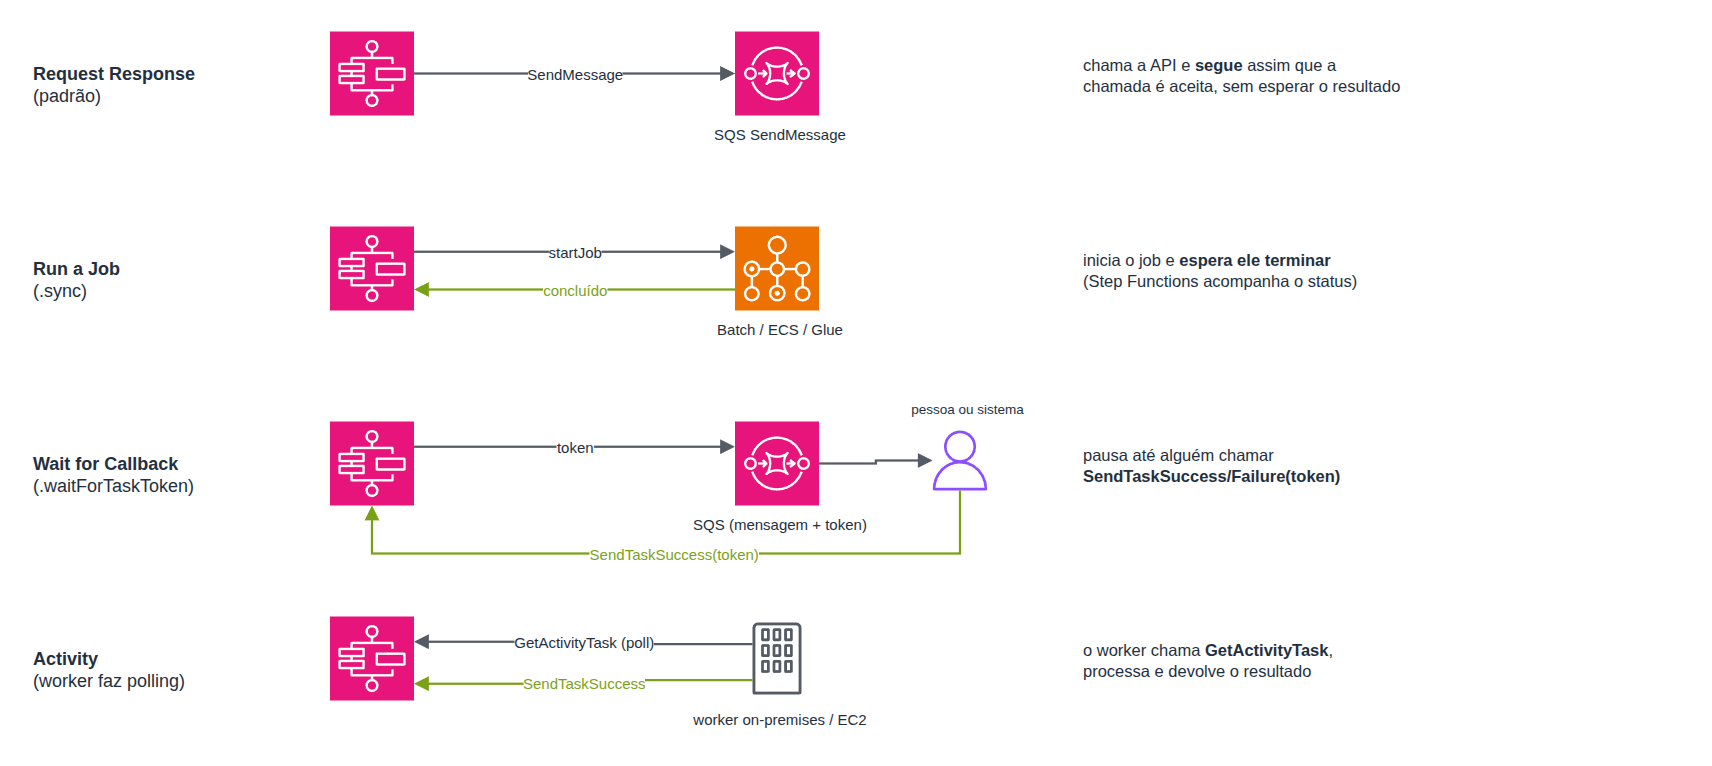 Request Response
(padrão)
SendMessage
SQS SendMessage
chama a API e segue assim que a
chamada é aceita, sem esperar o resultado
Run a Job
(.sync)
startJob
concluído
Batch / ECS / Glue
inicia o job e espera ele terminar
(Step Functions acompanha o status)
Wait for Callback
(.waitForTaskToken)
token
SQS (mensagem + token)
pessoa ou sistema
SendTaskSuccess(token)
pausa até alguém chamar
SendTaskSuccess/Failure(token)
Activity
(worker faz polling)
GetActivityTask (poll)
SendTaskSuccess
worker on-premises / EC2
o worker chama GetActivityTask,
processa e devolve o resultado